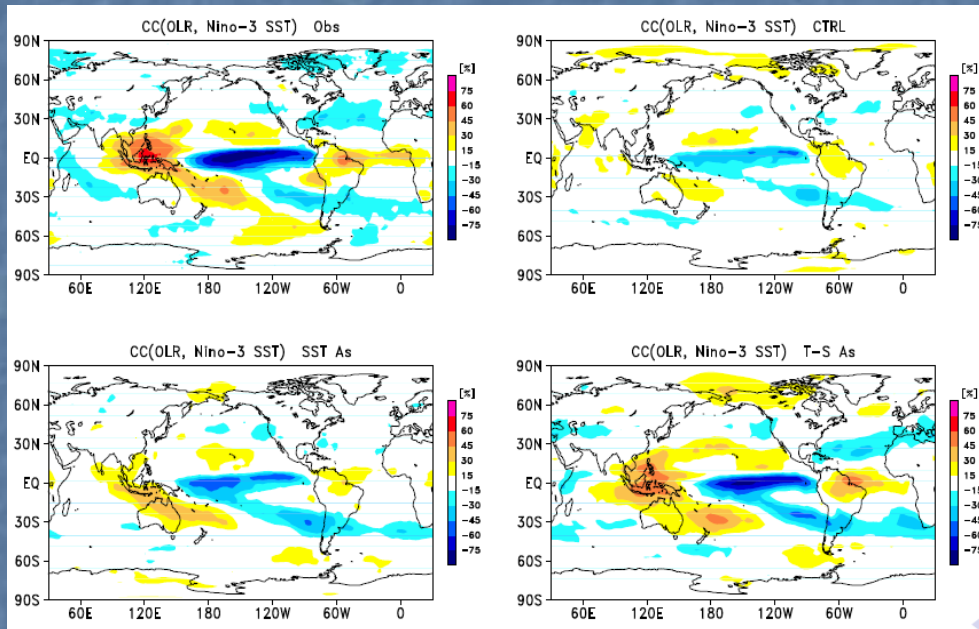 CC(OLR, Nino-3 SST) Obs
[%]
90N
60N
30N
EQ
30S
60S
90S
75
60
45
30
15
-15
-30
-45
-60
-75
60E 120E 180 120W 60W 0
CC(OLR, Nino-3 SST) CTRL
[%]
90N
60N
30N
EQ
30S
60S
90S
75
60
45
30
15
-15
-30
-45
-60
-75
60E 120E 180 120W 60W 0
CC(OLR, Nino-3 SST) SST As
[%]
90N
60N
30N
EQ
30S
60S
90S
75
60
45
30
15
-15
-30
-45
-60
-75
60E 120E 180 120W 60W 0
CC(OLR, Nino-3 SST) T-S As
[%]
90N
60N
30N
EQ
30S
60S
90S
75
60
45
30
15
-15
-30
-45
-60
-75
60E 120E 180 120W 60W 0